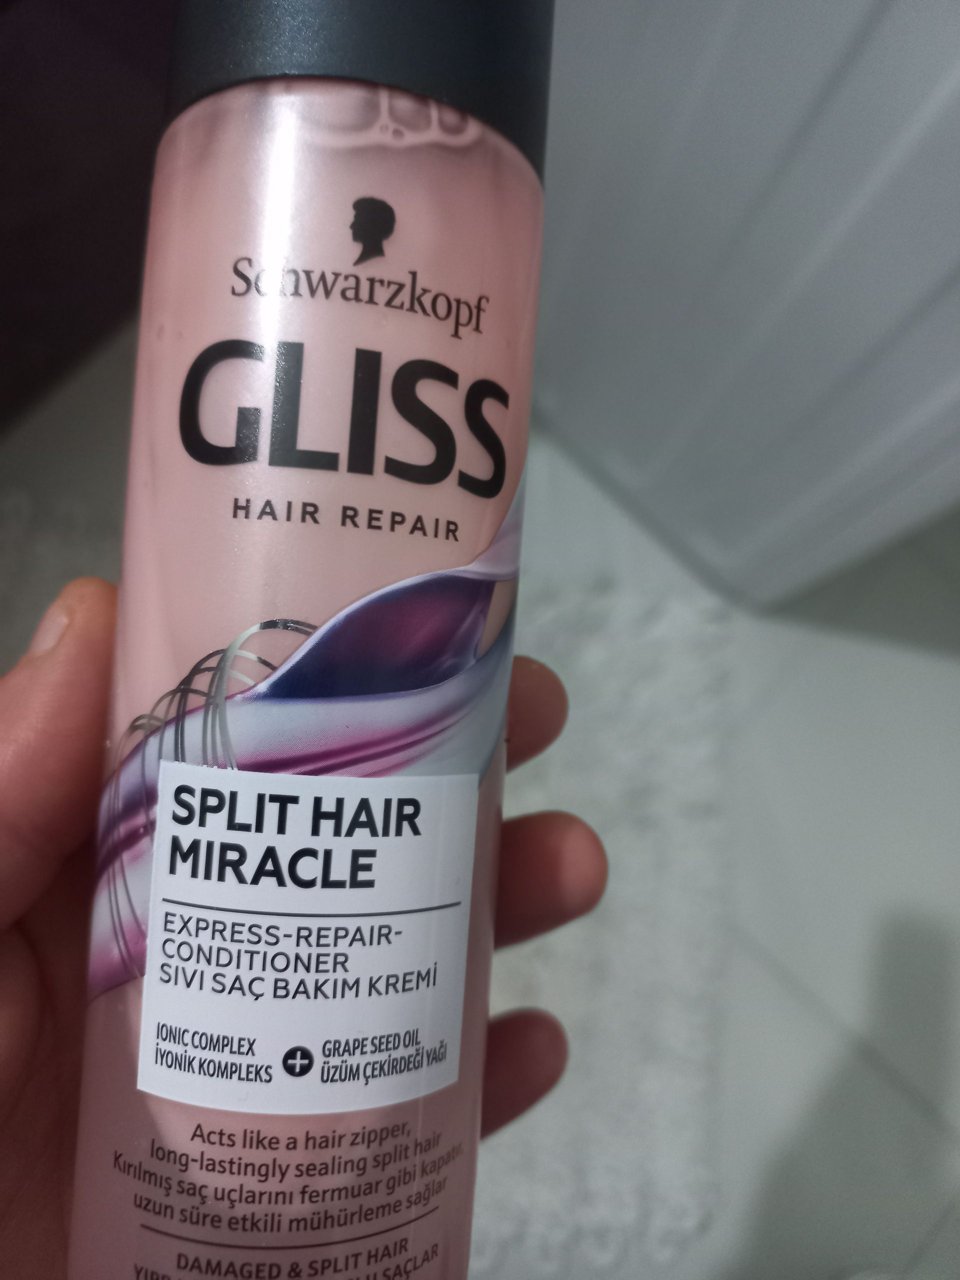 Schwarzkopf
GLISS
HAIR REPAIR
SPLIT HAIR
MIRACLE
EXPRESS-REPAIR-
CONDITIONER
SIVI SAÇ BAKIM KREMİ
IONIC COMPLEX
İYONİK KOMPLEKS
+
GRAPE SEED OIL
ÜZÜM ÇEKİRDEĞİ YAĞI
Acts like a hair zipper,
long-lastingly sealing split hair
Kırılmış saç uçlarını fermuar gibi
uzun süre etkili mühürleme sağlar
DAMAGED & SPLIT HAIR
SAÇLAR